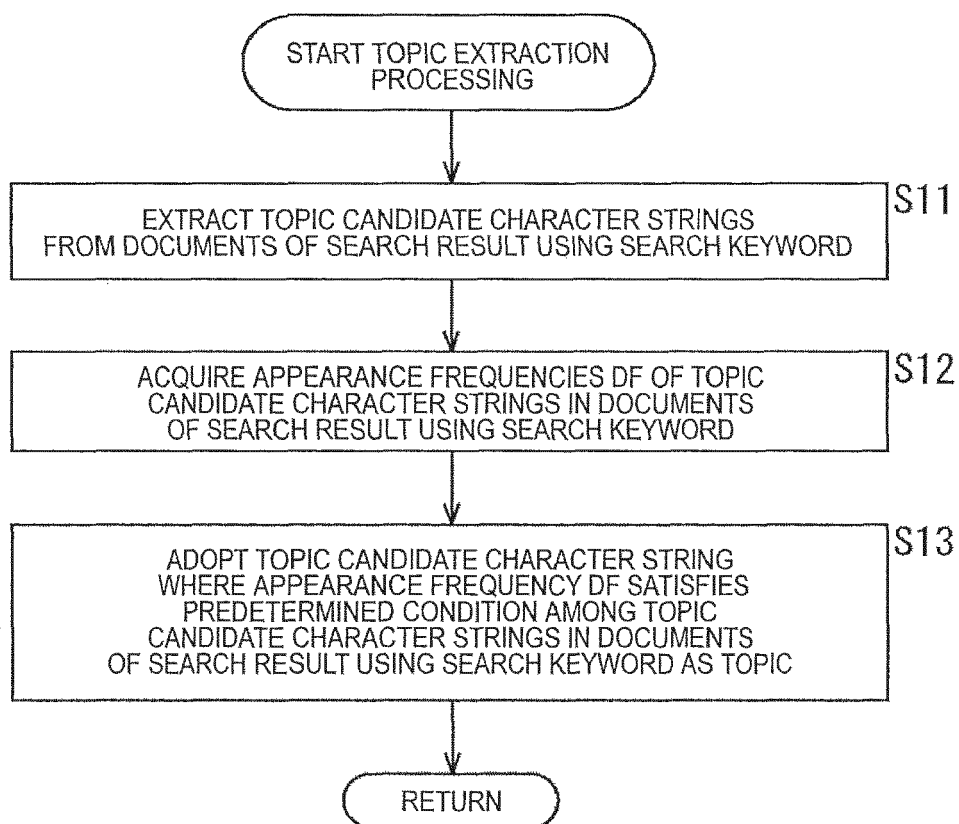 START TOPIC EXTRACTION
PROCESSING
S11
EXTRACT TOPIC CANDIDATE CHARACTER STRINGS
FROM DOCUMENTS OF SEARCH RESULT USING SEARCH KEYWORD
S12
ACQUIRE APPEARANCE FREQUENCIES DF OF TOPIC
CANDIDATE CHARACTER STRINGS IN DOCUMENTS
OF SEARCH RESULT USING SEARCH KEYWORD
S13
ADOPT TOPIC CANDIDATE CHARACTER STRING
WHERE APPEARANCE FREQUENCY DF SATISFIES
PREDETERMINED CONDITION AMONG TOPIC
CANDIDATE CHARACTER STRINGS IN DOCUMENTS
OF SEARCH RESULT USING SEARCH KEYWORD AS TOPIC
RETURN